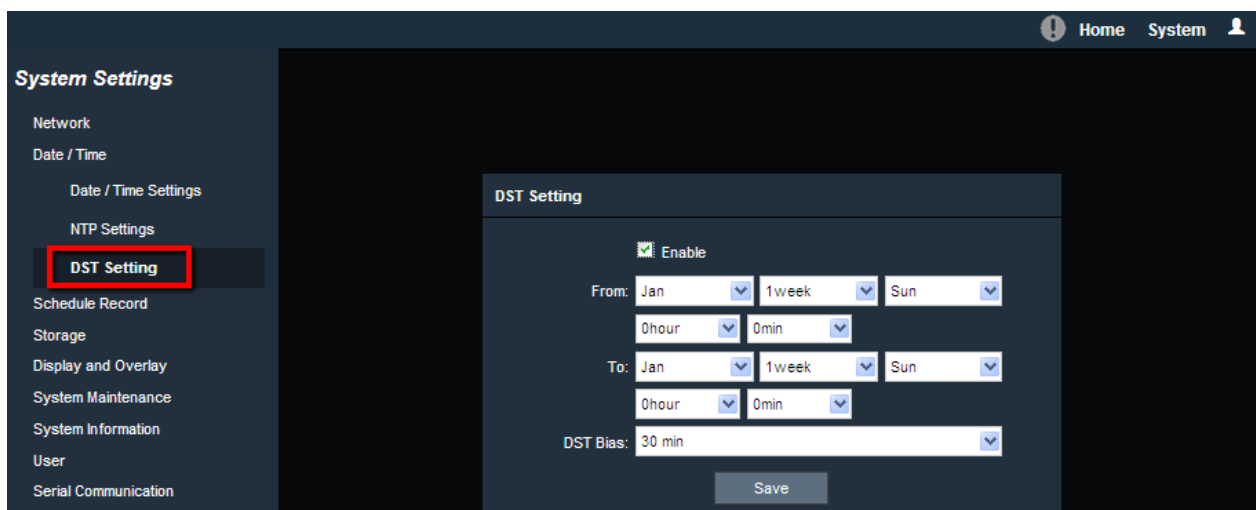 Home System
System Settings
Network
Date / Time
Date / Time Settings
NTP Settings
DST Setting
Schedule Record
Storage
Display and Overlay
System Maintenance
System Information
User
Serial Communication
DST Setting
Enable
From: Jan 1week Sun
0hour 0min
To: Jan 1week Sun
0hour 0min
DST Bias: 30 min
Save